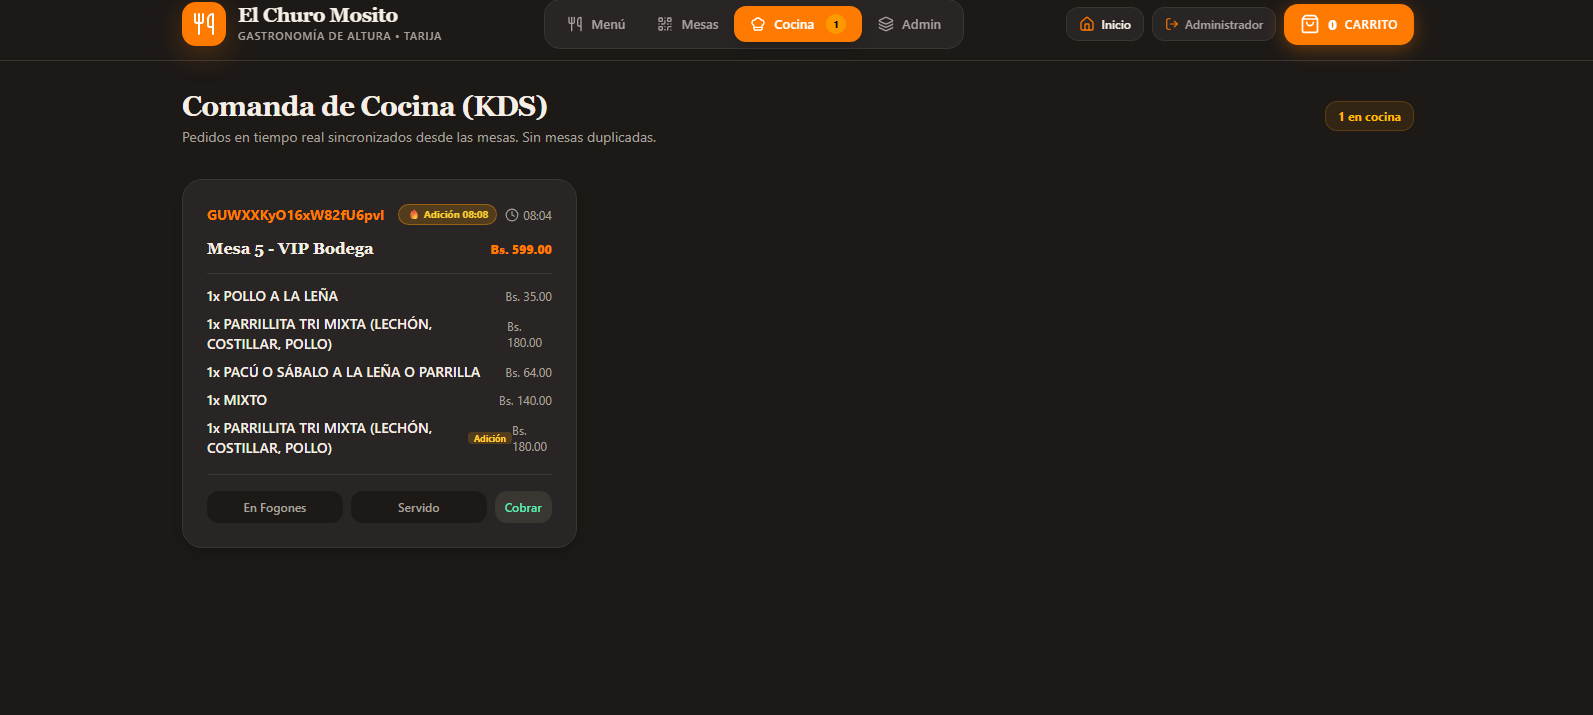 El Churo Mosito
GASTRONOMÍA DE ALTURA • TARIJA
Menú
Mesas
Cocina 1
Admin
Inicio
Administrador
0 CARRITO
Comanda de Cocina (KDS)
Pedidos en tiempo real sincronizados desde las mesas. Sin mesas duplicadas.
1 en cocina
GUWXXKyO16xW82fU6pvI Adición 08:08 08:04
Mesa 5 - VIP Bodega Bs. 599.00
1x POLLO A LA LEÑA Bs. 35.00
1x PARRILLITA TRI MIXTA (LECHÓN, Bs.
COSTILLAR, POLLO) 180.00
1x PACÚ O SÁBALO A LA LEÑA O PARRILLA Bs. 64.00
1x MIXTO Bs. 140.00
1x PARRILLITA TRI MIXTA (LECHÓN, Adición Bs.
COSTILLAR, POLLO) 180.00
En Fogones Servido Cobrar